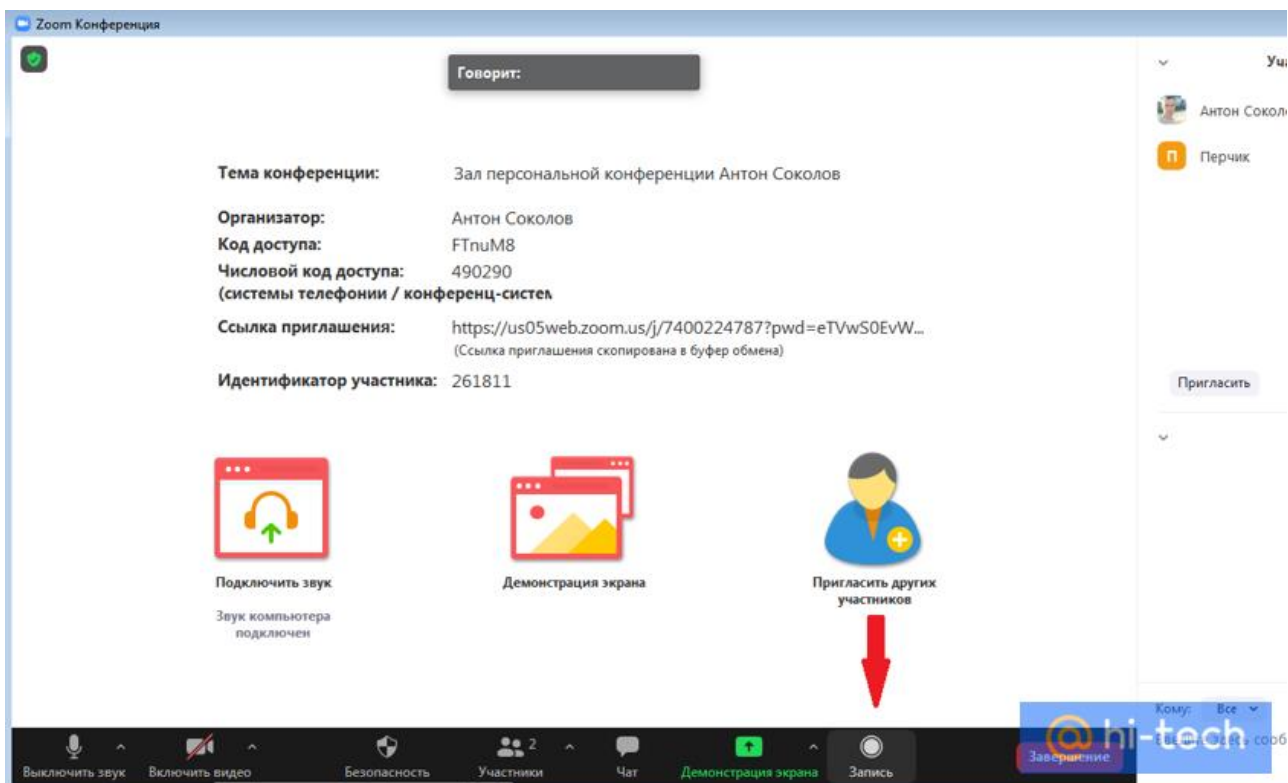 Zoom Конференция
Говорит:
Тема конференции: Зал персональной конференции Антон Соколов
Организатор: Антон Соколов
Код доступа: FTnuM8
Числовой код доступа: 490290
(системы телефонии / конференц-систем
Ссылка приглашения: https://us05web.zoom.us/j/7400224787?pwd=eTVwS0EvW...
(Ссылка приглашения скопирована в буфер обмена)
Идентификатор участника: 261811
Подключить звук
Звук компьютера
подключен
Демонстрация экрана
Пригласить других
участников
Уча
Антон Соколо
П Перчик
Пригласить
Кому: Все
здесь сооб
Выключить звук Включить видео Безопасность Участники 2 Чат Демонстрация экрана Запись Завершение
@ hi-tech